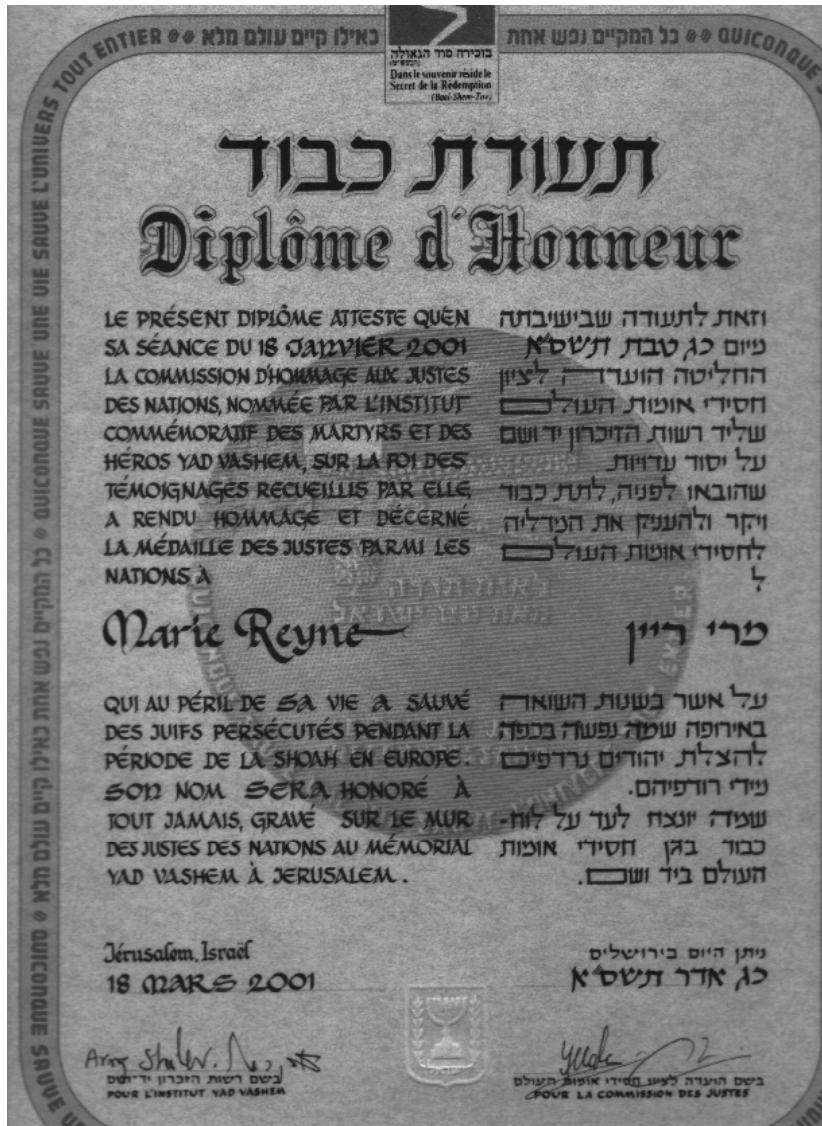 בזכירה סוד הגאולה
Dans le souvenir réside le
Secret de la Rédemption
(Baal-Shem-Tov)
כל המקיים נפש אחת
כאילו קיים עולם מלא
QUICONQUE SAUVE UNE VIE SAUVE L'UNIVERS TOUT ENTIER
תעודת כבוד
Diplôme d'Honneur
LE PRÉSENT DIPLÔME ATTESTE QU'EN
SA SÉANCE DU 18 JANVIER 2001
LA COMMISSION D'HOMMAGE AUX JUSTES
DES NATIONS, NOMMÉE PAR L'INSTITUT
COMMÉMORATIF DES MARTYRS ET DES
HÉROS YAD VASHEM, SUR LA FOI DES
TÉMOIGNAGES RECUEILLIS PAR ELLE,
A RENDU HOMMAGE ET DÉCERNÉ
LA MÉDAILLE DES JUSTES PARMI LES
NATIONS À
וזאת לתעודה שבישיבתה
מיום כג טבת תשס״א
החליטה הועדה לציון
חסידי אומות העולם
שליד רשות הזיכרון יד ושם
על יסוד עדויות
שהובאו לפניה, לתת כבוד
ויקר ולהעניק את המדליה
לחסידי אומות העולם
ל
Marie Reyne
מרי ריין
QUI AU PÉRIL DE SA VIE A SAUVÉ
DES JUIFS PERSÉCUTÉS PENDANT LA
PÉRIODE DE LA SHOAH EN EUROPE.
SON NOM SERA HONORÉ À
TOUT JAMAIS, GRAVÉ SUR LE MUR
DES JUSTES DES NATIONS AU MÉMORIAL
YAD VASHEM À JERUSALEM.
על אשר בשנות השואה
באירופה שמה נפשה בכפה
להצלת יהודים נרדפים
מידי רודפיהם.
שמה יונצח לעד על לוח-
כבוד בגן חסידי אומות
העולם ביד ושם.
Jérusalem, Israël
18 MARS 2001
ניתן היום בירושלים
כג אדר תשס״א
בשם רשות הזכרון יד-ושם
POUR L'INSTITUT YAD VASHEM
בשם הועדה לציון חסידי אומות העולם
POUR LA COMMISSION DES JUSTES